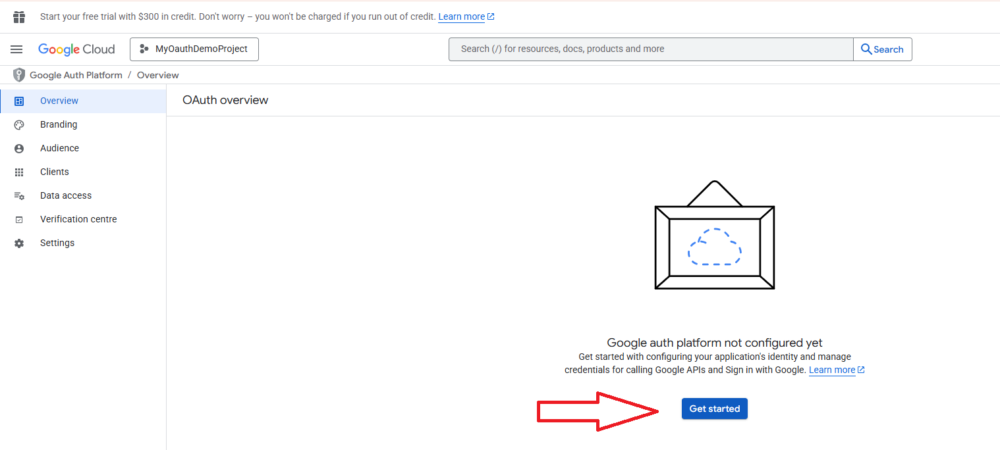 Start your free trial with $300 in credit. Don't worry – you won't be charged if you run out of credit. Learn more
Google Cloud
MyOauthDemoProject
Search (/) for resources, docs, products and more
Search
Google Auth Platform / Overview
Overview
Branding
Audience
Clients
Data access
Verification centre
Settings
OAuth overview
Google auth platform not configured yet
Get started with configuring your application's identity and manage
credentials for calling Google APIs and Sign in with Google. Learn more
Get started